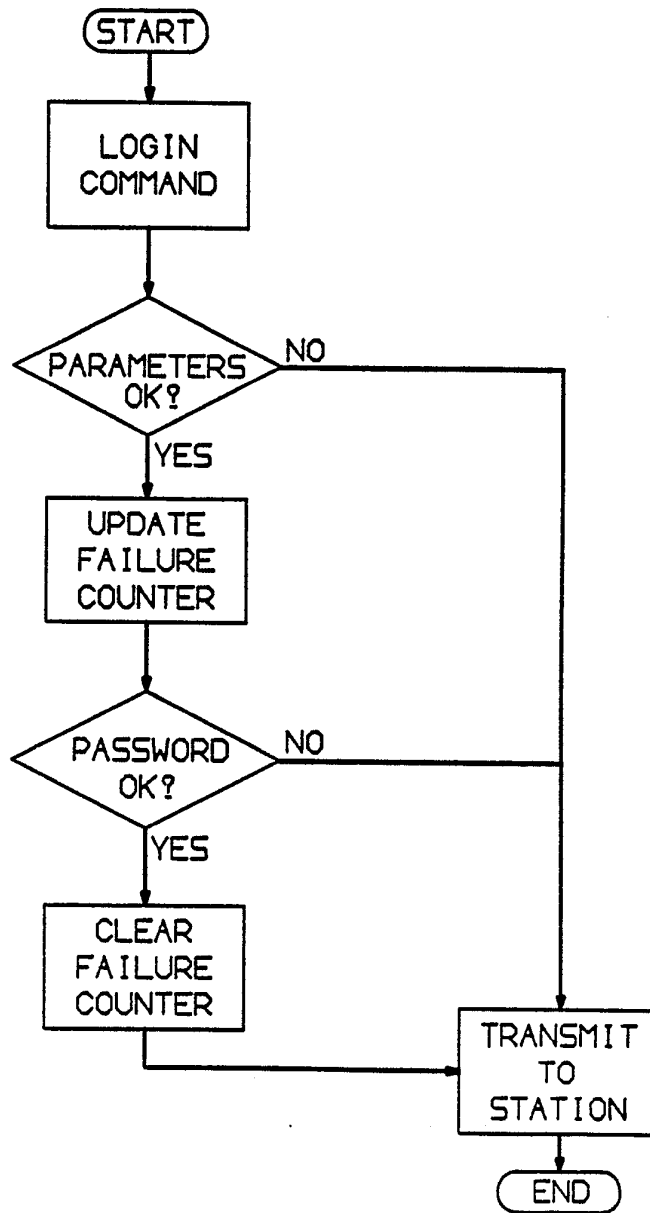 START
LOGIN
COMMAND
PARAMETERS
OK?
NO
YES
UPDATE
FAILURE
COUNTER
PASSWORD
OK?
NO
YES
CLEAR
FAILURE
COUNTER
TRANSMIT
TO
STATION
END